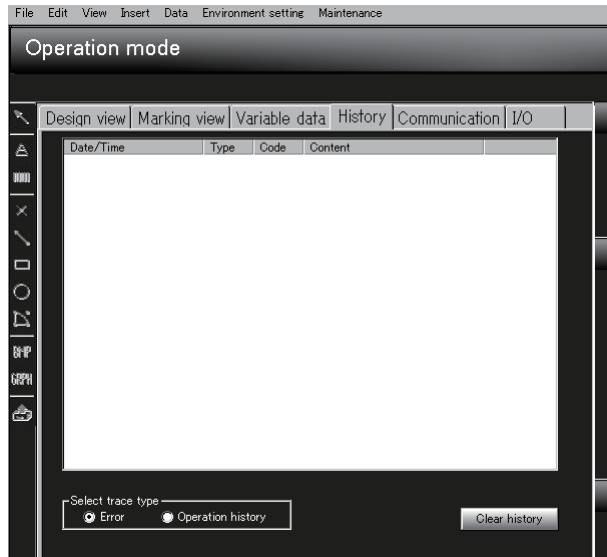 File Edit View Insert Data Environment setting Maintenance
Operation mode
Design view Marking view Variable data History Communication I/O
Date/Time Type Code Content
BMP
GRPH
Select trace type
Error Operation history
Clear history